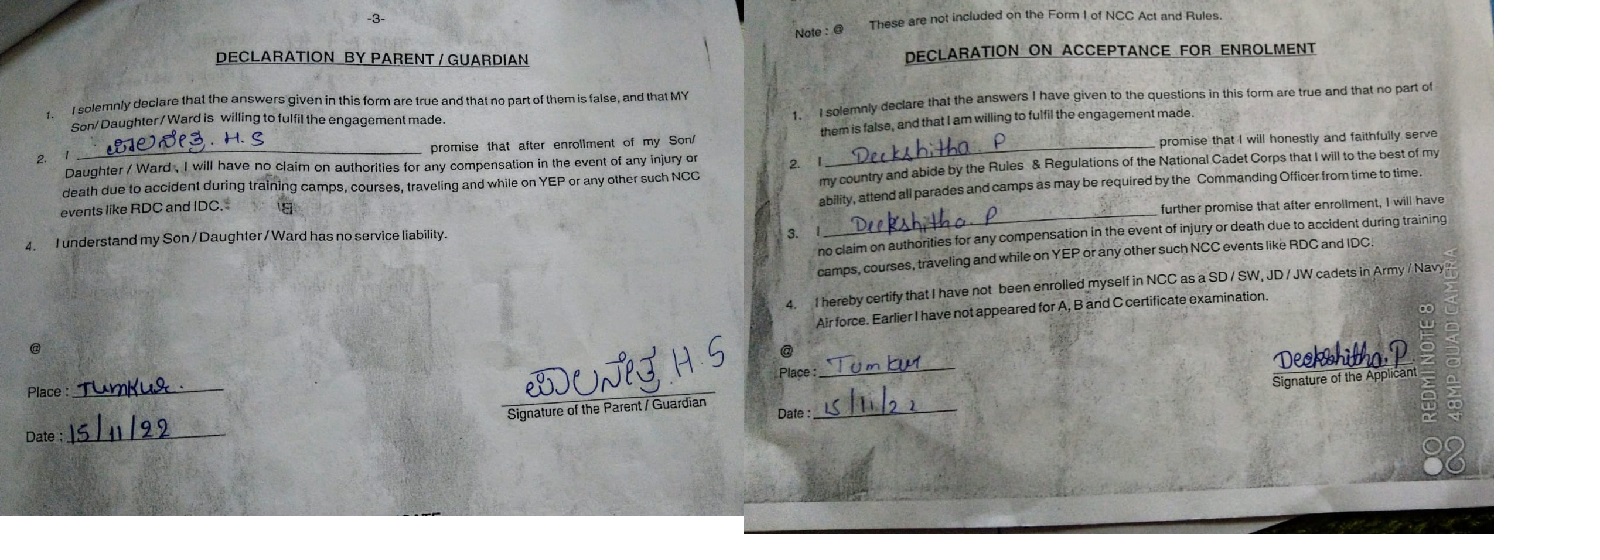 -3-
DECLARATION BY PARENT / GUARDIAN
1. I solemnly declare that the answers given in this form are true and that no part of them is false, and that MY
Son/ Daughter / Ward is willing to fulfil the engagement made.
2. I H.S promise that after enrollment of my Son/
Daughter / Ward, I will have no claim on authorities for any compensation in the event of any injury or
death due to accident during training camps, courses, traveling and while on YEP or any other such NCC
events like RDC and IDC.
4. I understand my Son / Daughter / Ward has no service liability.
@
Place : Tumkur.
Date : 15/11/22
H.S
Signature of the Parent / Guardian
Note : @ These are not included on the Form I of NCC Act and Rules.
DECLARATION ON ACCEPTANCE FOR ENROLMENT
1. I solemnly declare that the answers I have given to the questions in this form are true and that no part of
them is false, and that I am willing to fulfil the engagement made.
2. I Deekshitha P promise that I will honestly and faithfully serve
my country and abide by the Rules & Regulations of the National Cadet Corps that I will to the best of my
ability, attend all parades and camps as may be required by the Commanding Officer from time to time.
3. I Deekshitha P further promise that after enrollment, I will have
no claim on authorities for any compensation in the event of injury or death due to accident during training
camps, courses, traveling and while on YEP or any other such NCC events like RDC and IDC.
4. I hereby certify that I have not been enrolled myself in NCC as a SD / SW, JD / JW cadets in Army / Navy
Airforce. Earlier I have not appeared for A, B and C certificate examination.
@
Place : Tumkur
Date : 15/11/22
Deekshitha.P
Signature of the Applicant
REDMI NOTE 8
48MP QUAD CAMERA